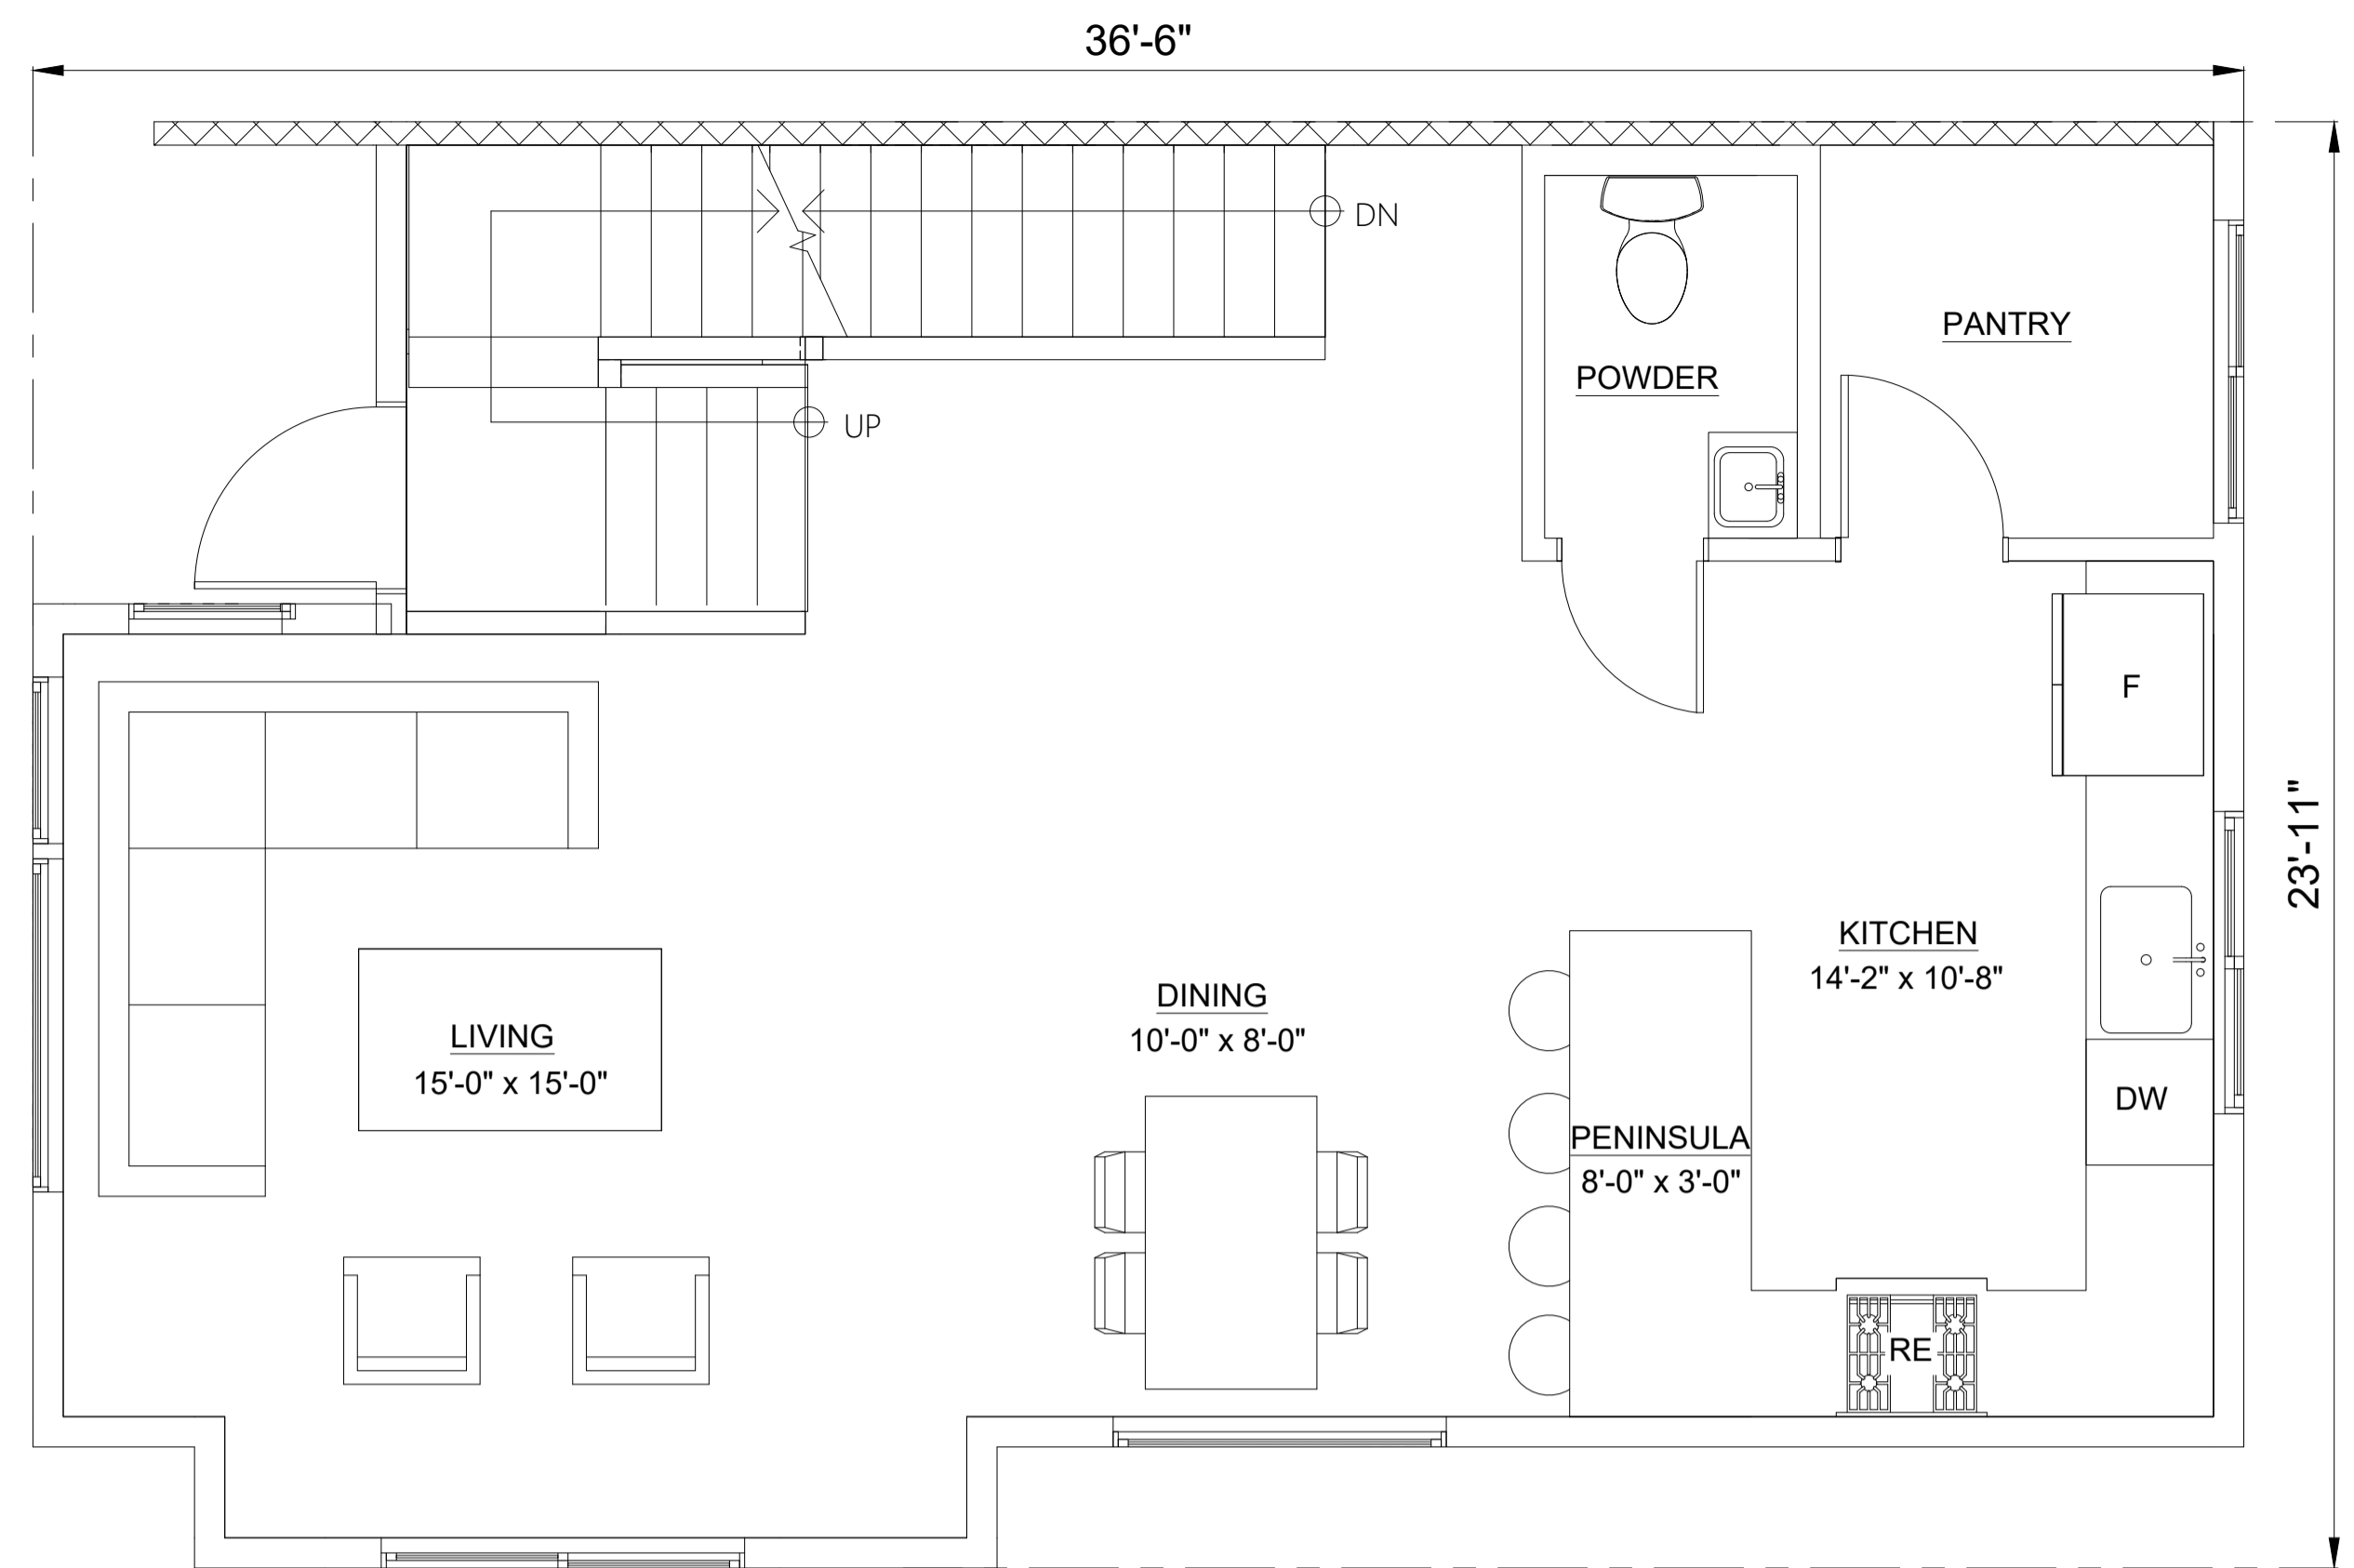 36'-6"
DN
PANTRY
POWDER
UP
F
23'-11"
KITCHEN
14'-2" x 10'-8"
DINING
10'-0" x 8'-0"
LIVING
15'-0" x 15'-0"
DW
PENINSULA
8'-0" x 3'-0"
RE